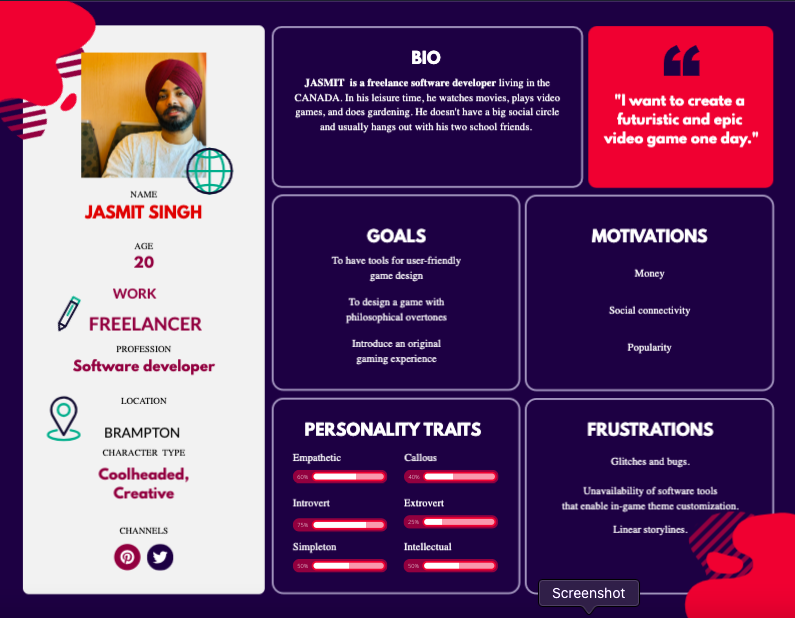 NAME
JASMIT SINGH
AGE
20
WORK
FREELANCER
PROFESSION
Software developer
LOCATION
BRAMPTON
CHARACTER TYPE
Coolheaded,
Creative
CHANNELS
BIO
JASMIT is a freelance software developer living in the
CANADA. In his leisure time, he watches movies, plays video
games, and does gardening. He doesn't have a big social circle
and usually hangs out with his two school friends.
"I want to create a
futuristic and epic
video game one day."
GOALS
To have tools for user-friendly
game design
To design a game with
philosophical overtones
Introduce an original
gaming experience
MOTIVATIONS
Money
Social connectivity
Popularity
PERSONALITY TRAITS
Empathetic
60%
Callous
40%
Introvert
75%
Extrovert
25%
Simpleton
50%
Intellectual
50%
FRUSTRATIONS
Glitches and bugs.
Unavailability of software tools
that enable in-game theme customization.
Linear storylines.
Screenshot